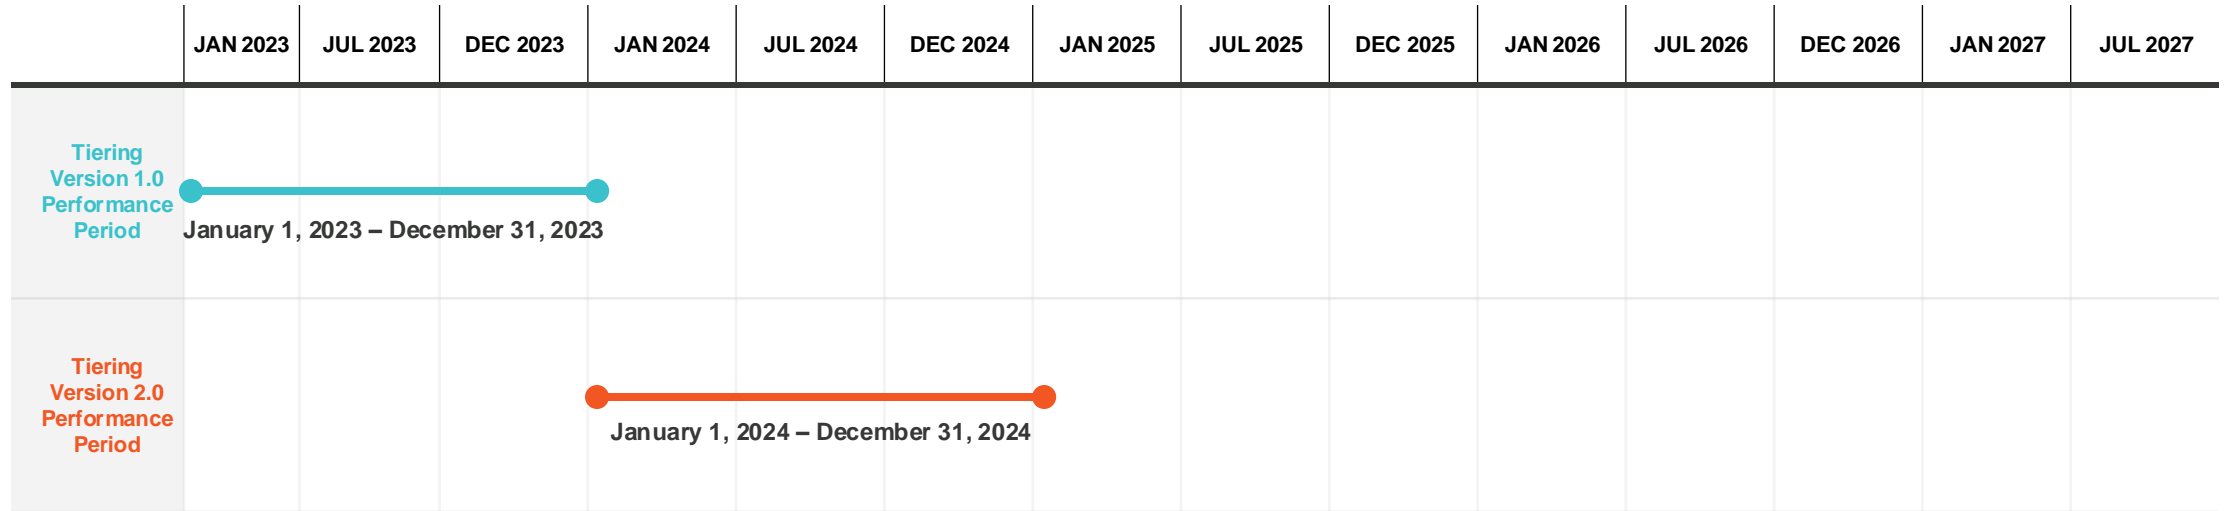 JAN 2023 JUL 2023 DEC 2023 JAN 2024 JUL 2024 DEC 2024 JAN 2025 JUL 2025 DEC 2025 JAN 2026 JUL 2026 DEC 2026 JAN 2027 JUL 2027
Tiering
Version 1.0
Performance
Period
January 1, 2023 – December 31, 2023
Tiering
Version 2.0
Performance
Period
January 1, 2024 – December 31, 2024